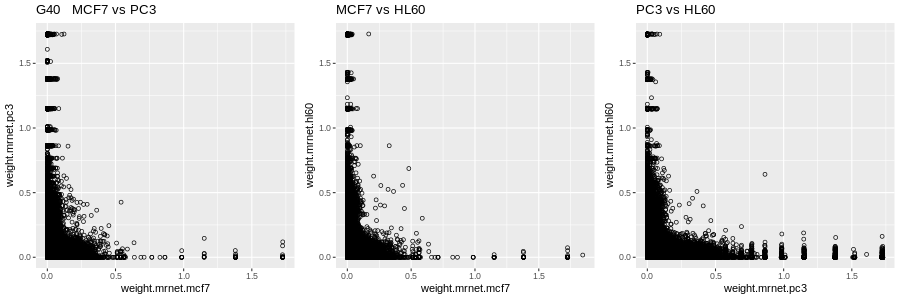 G40 MCF7 vs PC3
weight.mrnet.pc3
1.5
1.0
0.5
0.0
0.0 0.5 1.0 1.5
weight.mrnet.mcf7
MCF7 vs HL60
weight.mrnet.hl60
1.5
1.0
0.5
0.0
0.0 0.5 1.0 1.5
weight.mrnet.mcf7
PC3 vs HL60
weight.mrnet.hl60
1.5
1.0
0.5
0.0
0.0 0.5 1.0 1.5
weight.mrnet.pc3